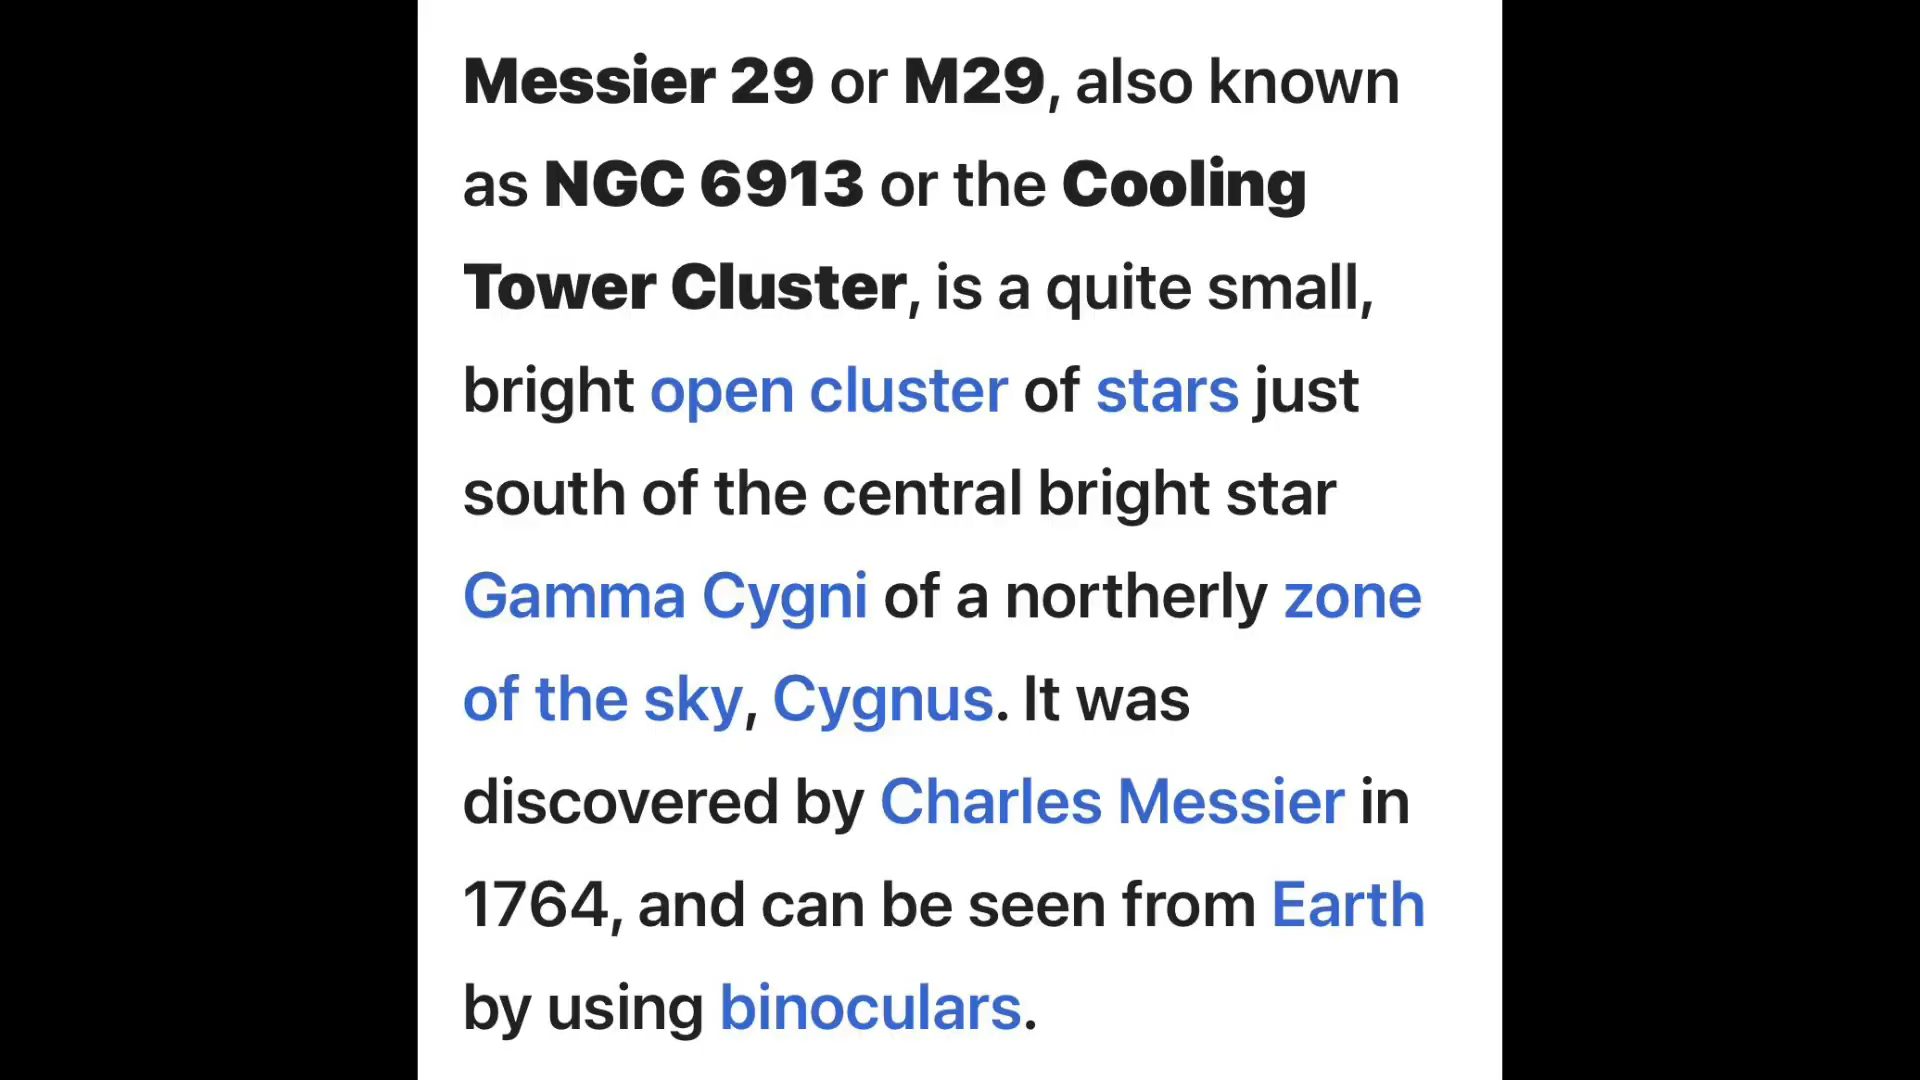 Messier 29 or M29, also known
as NGC 6913 or the Cooling
Tower Cluster, is a quite small,
bright open cluster of stars just
south of the central bright star
Gamma Cygni of a northerly zone
of the sky, Cygnus. It was
discovered by Charles Messier in
1764, and can be seen from Earth
by using binoculars.